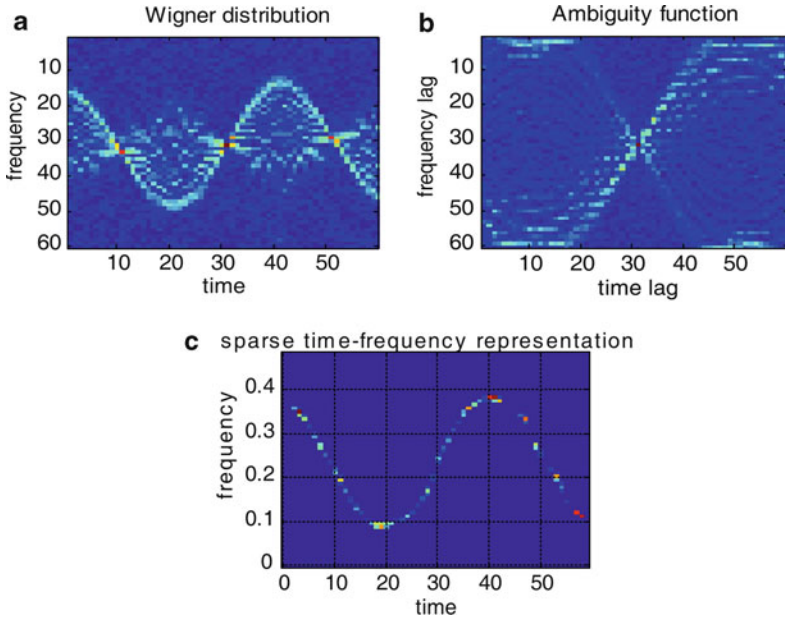 a Wigner distribution
frequency
10
20
30
40
50
60
10 20 30 40 50
time
b Ambiguity function
frequency lag
10
20
30
40
50
60
10 20 30 40 50
time lag
c sparse time-frequency representation
frequency
0.4
0.3
0.2
0.1
0
0 10 20 30 40 50
time